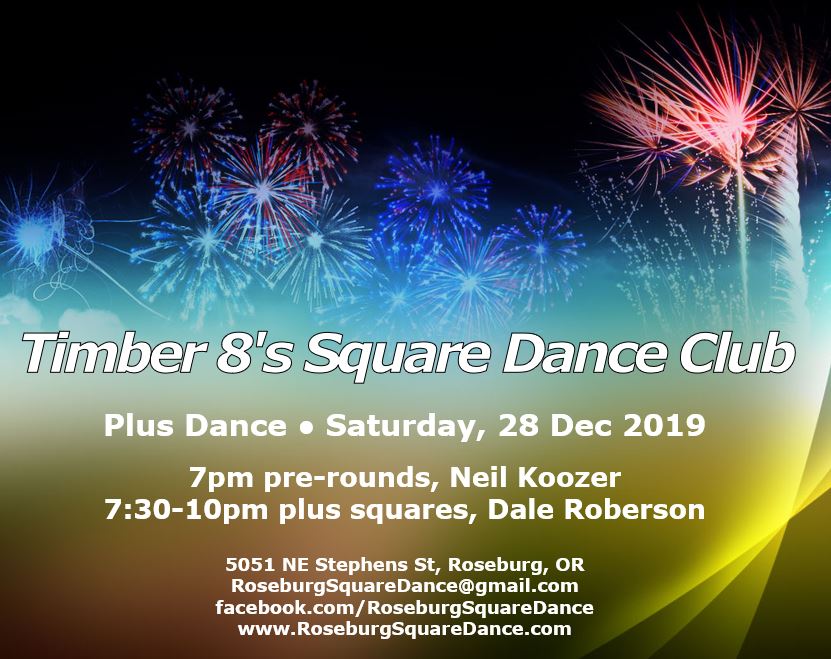 Timber 8's Square Dance Club
Plus Dance ● Saturday, 28 Dec 2019
7pm pre-rounds, Neil Koozer
7:30-10pm plus squares, Dale Roberson
5051 NE Stephens St, Roseburg, OR
RoseburgSquareDance@gmail.com
facebook.com/RoseburgSquareDance
www.RoseburgSquareDance.com